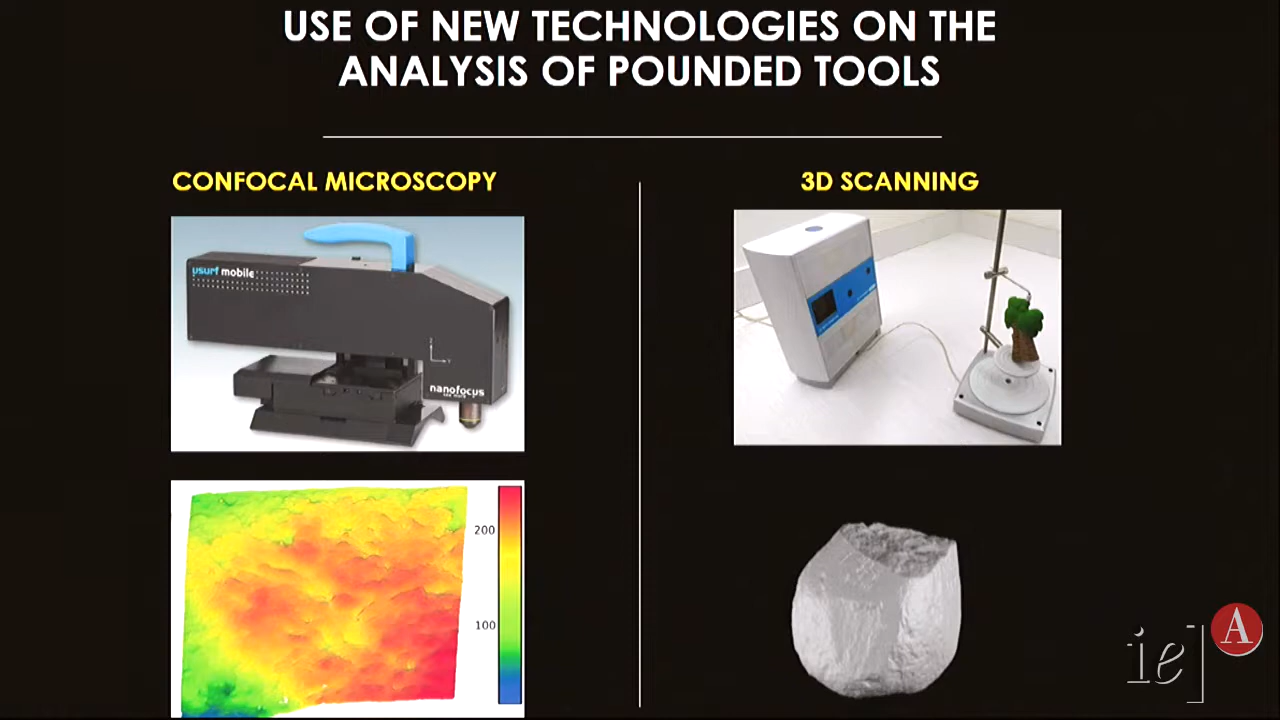 USE OF NEW TECHNOLOGIES ON THE
ANALYSIS OF POUNDED TOOLS
CONFOCAL MICROSCOPY
3D SCANNING
µsurf mobile
nanofocus
200
100
ie]
A